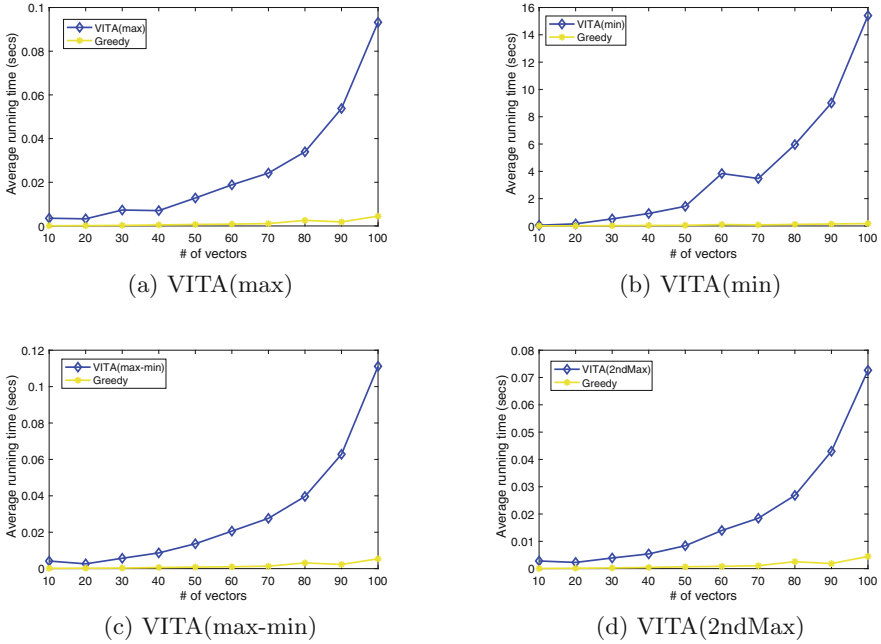 0.1
0.08
0.06
0.04
0.02
0
Average running time (secs)
VITA(max)
Greedy
10 20 30 40 50 60 70 80 90 100
# of vectors
(a) VITA(max)
16
14
12
10
8
6
4
2
0
Average running time (secs)
VITA(min)
Greedy
10 20 30 40 50 60 70 80 90 100
# of vectors
(b) VITA(min)
0.12
0.1
0.08
0.06
0.04
0.02
0
Average running time (secs)
VITA(max-min)
Greedy
10 20 30 40 50 60 70 80 90 100
# of vectors
(c) VITA(max-min)
0.08
0.07
0.06
0.05
0.04
0.03
0.02
0.01
0
Average running time (secs)
VITA(2ndMax)
Greedy
10 20 30 40 50 60 70 80 90 100
# of vectors
(d) VITA(2ndMax)